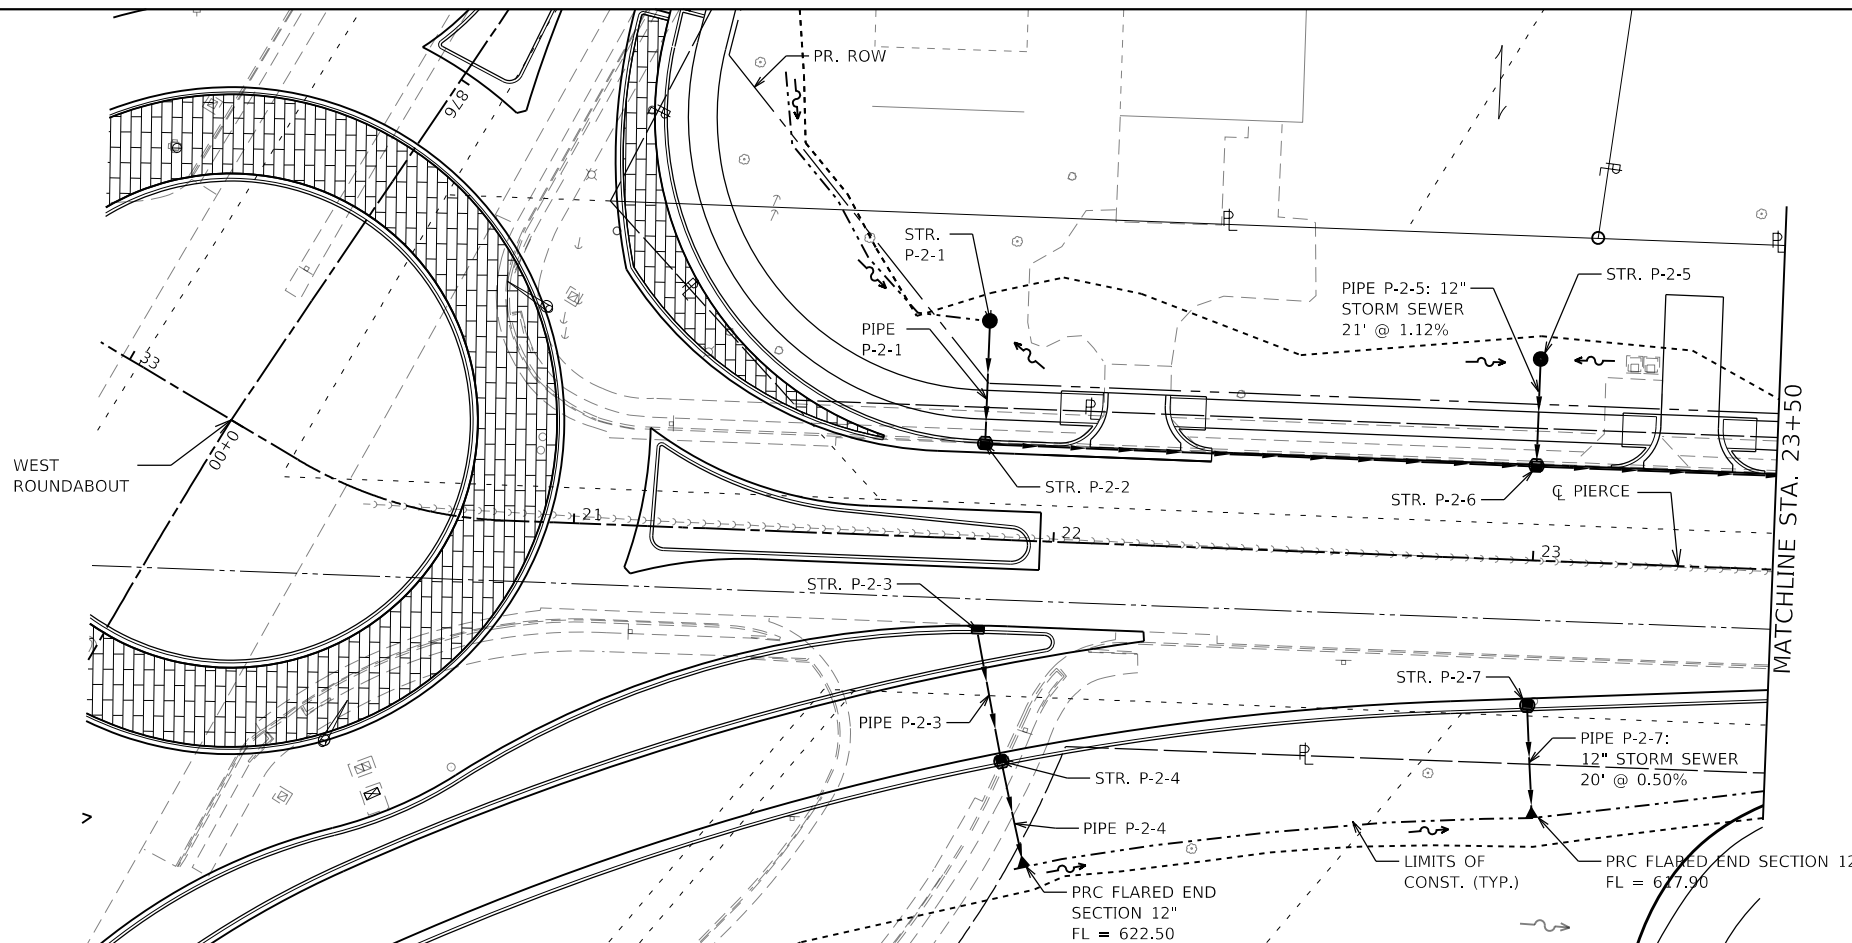 PR. ROW
876
STR.
P-2-1
STR. P-2-5
PIPE P-2-5: 12"
STORM SEWER
21' @ 1.12%
PIPE
P-2-1
33
0+00
WEST
ROUNDABOUT
STR. P-2-2
STR. P-2-6
℄ PIERCE
21
22
23
MATCHLINE STA. 23+50
STR. P-2-3
STR. P-2-7
PIPE P-2-3
PIPE P-2-7:
12" STORM SEWER
20' @ 0.50%
STR. P-2-4
PIPE P-2-4
LIMITS OF
CONST. (TYP.)
PRC FLARED END SECTION 12
FL = 617.90
PRC FLARED END
SECTION 12"
FL = 622.50